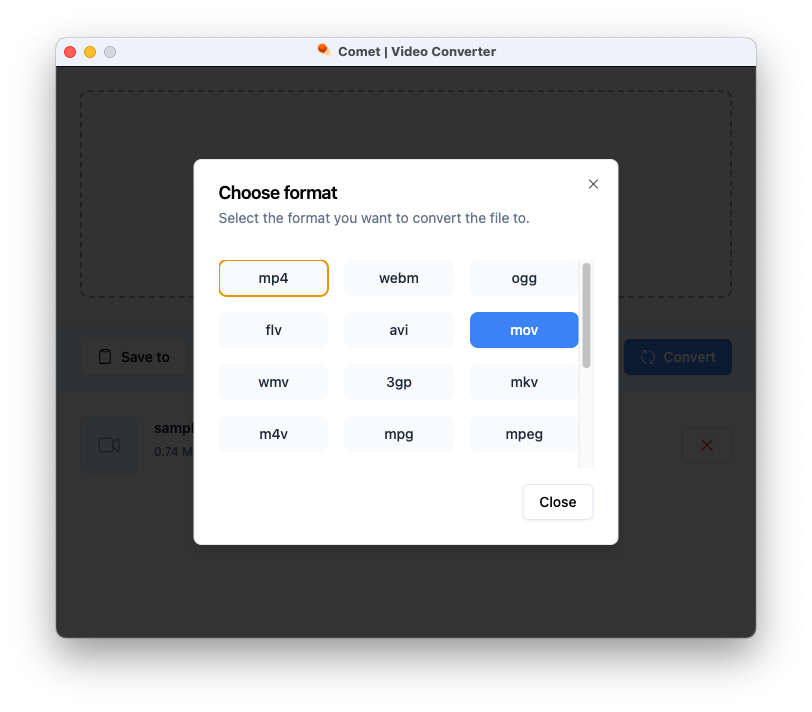 Comet | Video Converter
Choose format
Select the format you want to convert the file to.
mp4 webm ogg
flv avi mov
wmv 3gp mkv
m4v mpg mpeg
Save to
Convert
0.74 M
Close